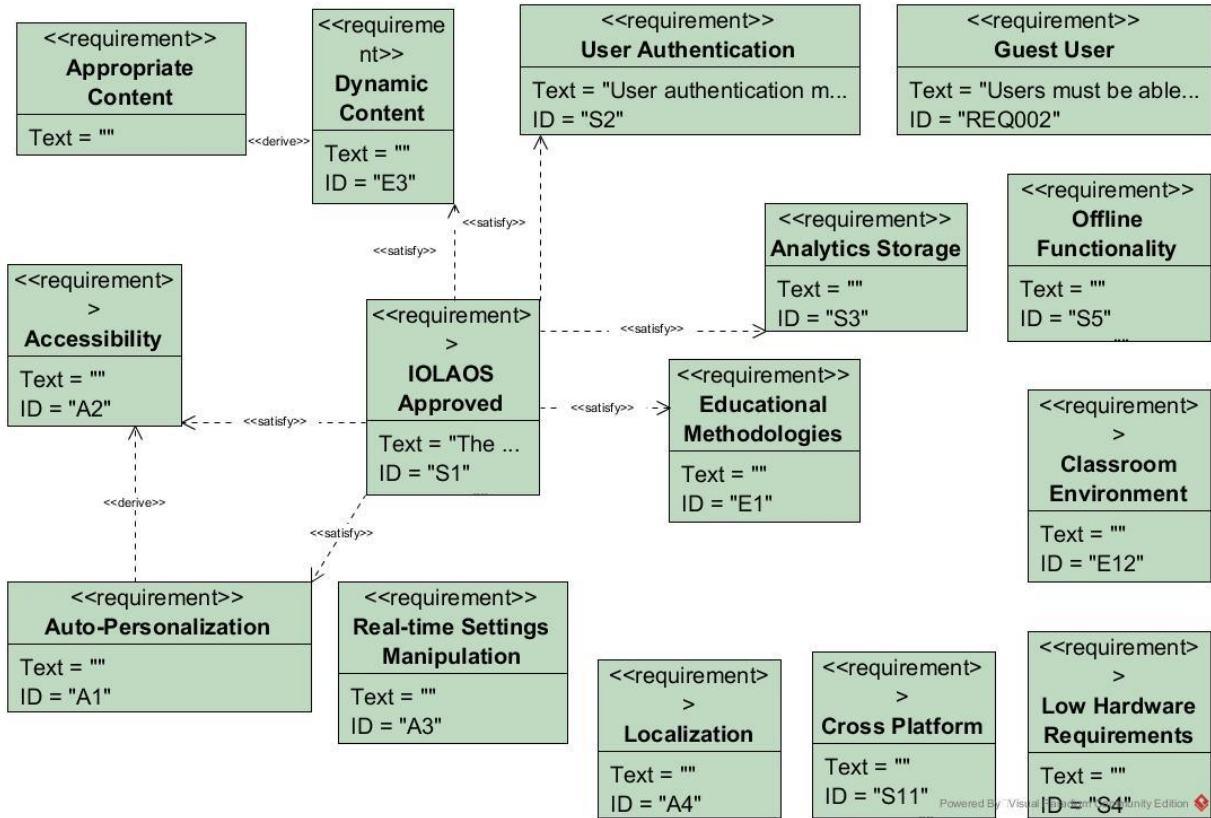 <<requirement>>
Appropriate
Content
Text = ""
<<requireme
nt>>
Dynamic
Content
Text = ""
ID = "E3"
<<requirement>>
User Authentication
Text = "User authentication m...
ID = "S2"
<<requirement>>
Guest User
Text = "Users must be able...
ID = "REQ002"
<<derive>>
<<satisfy>>
<<satisfy>>
<<requirement>>
Analytics Storage
Text = ""
ID = "S3"
<<requirement>>
Offline
Functionality
Text = ""
ID = "S5"
<<requirement>
>
Accessibility
Text = ""
ID = "A2"
<<requirement>
>
IOLAOS
Approved
Text = "The ...
ID = "S1"
<<satisfy>>
<<requirement>>
Educational
Methodologies
Text = ""
ID = "E1"
<<satisfy>>
<<satisfy>>
<<requirement>
>
Classroom
Environment
Text = ""
ID = "E12"
<<derive>>
<<satisfy>>
<<requirement>>
Auto-Personalization
Text = ""
ID = "A1"
<<requirement>>
Real-time Settings
Manipulation
Text = ""
ID = "A3"
<<requirement>
>
Localization
Text = ""
ID = "A4"
<<requirement>
>
Cross Platform
Text = ""
ID = "S11"
<<requirement>
>
Low Hardware
Requirements
Text = ""
ID = "S4"
Powered By Visual Paradigm Community Edition